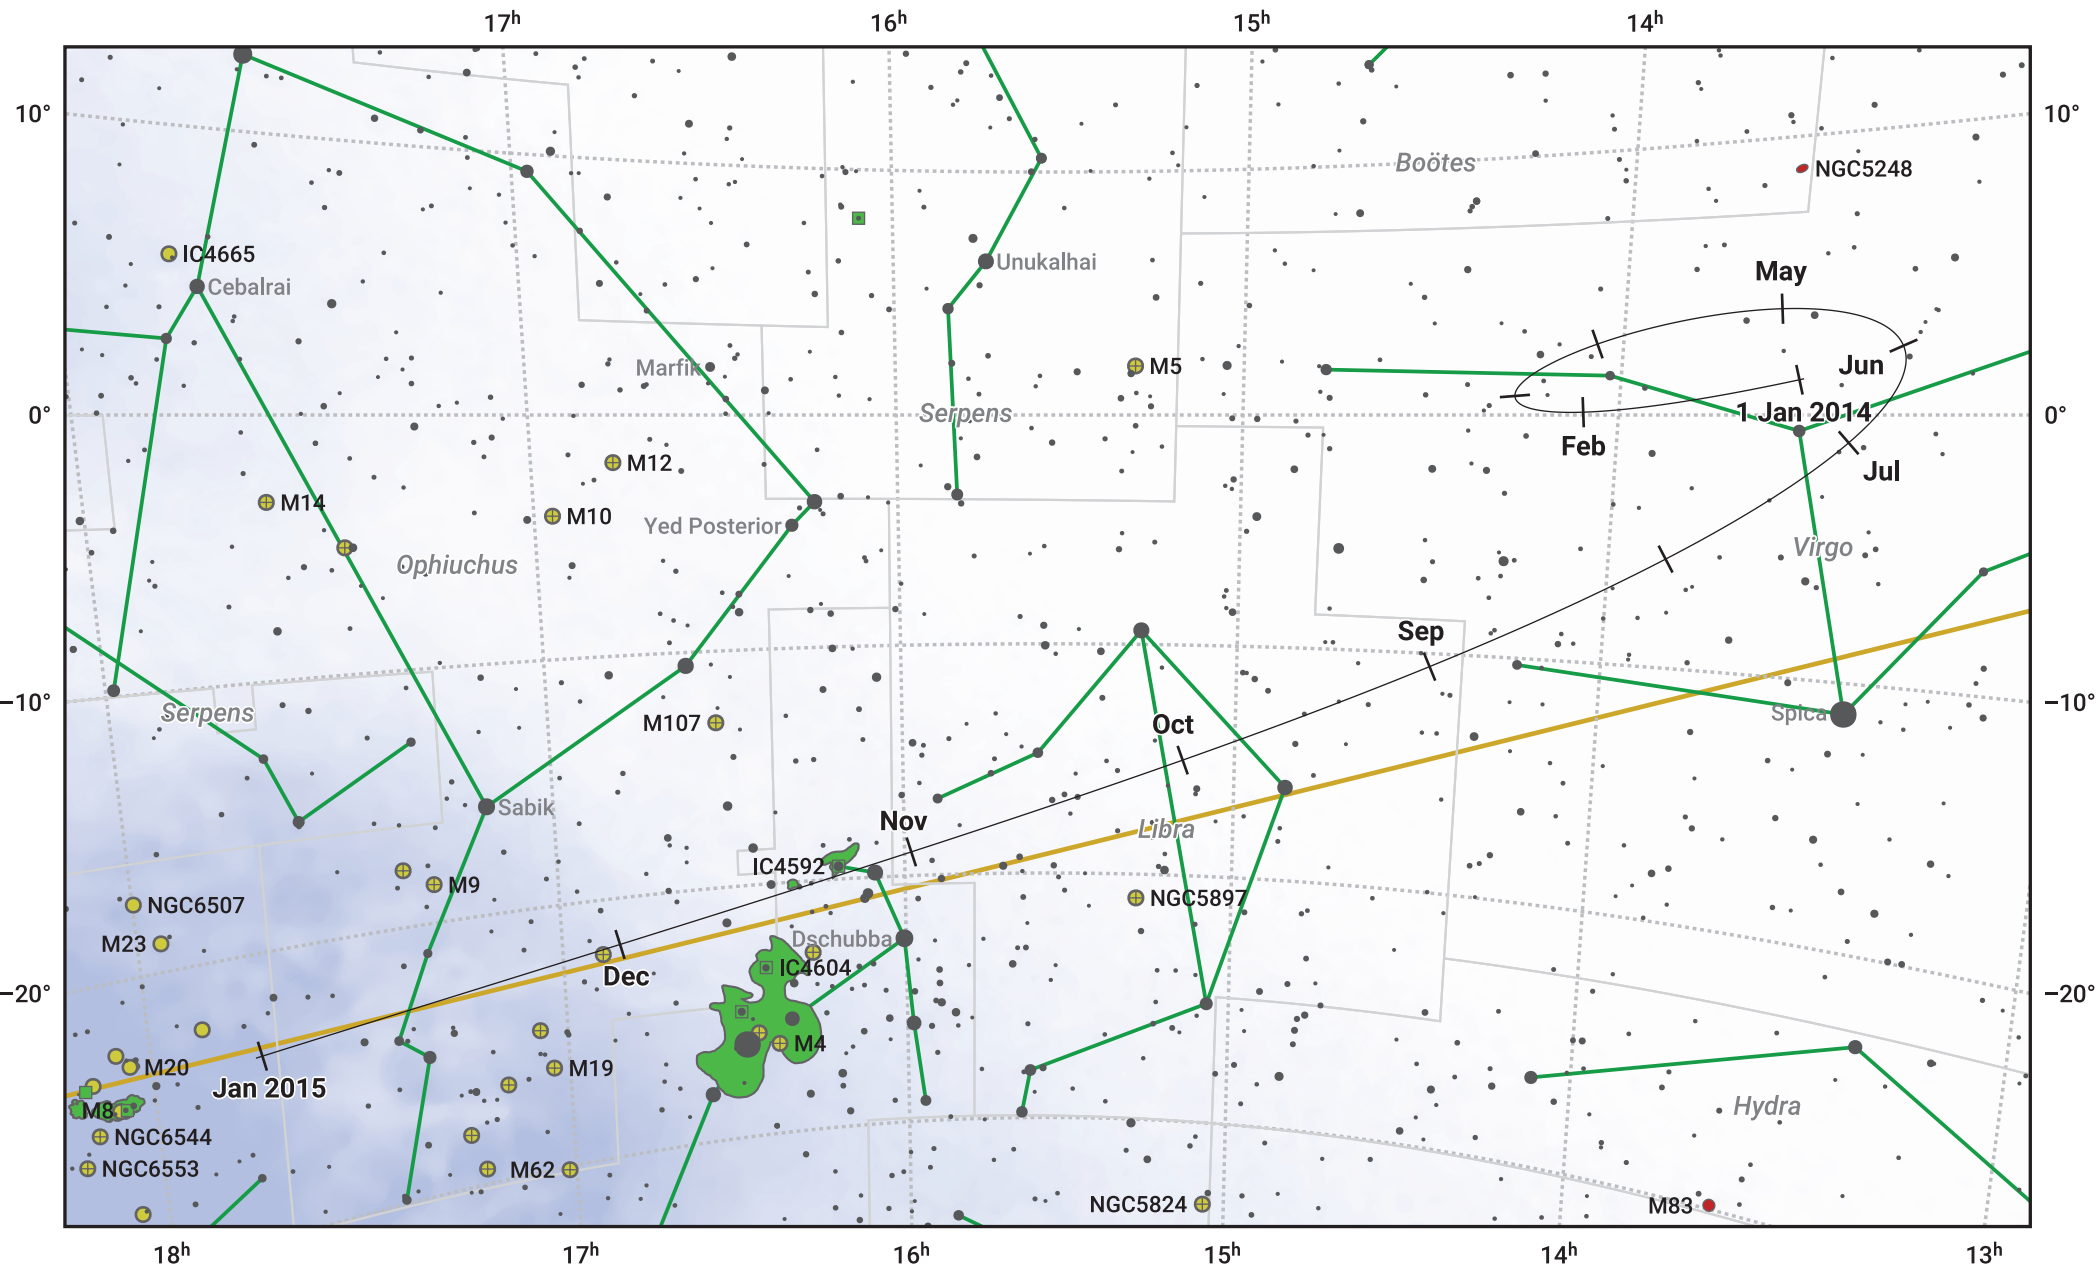 17h 16h 15h 14h
10° 10°
Boötes
NGC5248
IC4665
Unukalhai
Cebalrai
May
Marfik
M5
Jun
0° Serpens 1 Jan 2014 0°
Feb
M12
Jul
M14
M10
Yed Posterior
Virgo
Ophiuchus
Sep
−10° −10°
Serpens
M107
Oct
Spica
Sabik
Nov
Libra
IC4592
M9
NGC6507
NGC5897
M23
Dschubba
IC4604
Dec
−20° −20°
M4
M20
M19
Jan 2015
M8
Hydra
NGC6544
NGC6553
M62
NGC5824
M83
18h 17h 16h 15h 14h 13h